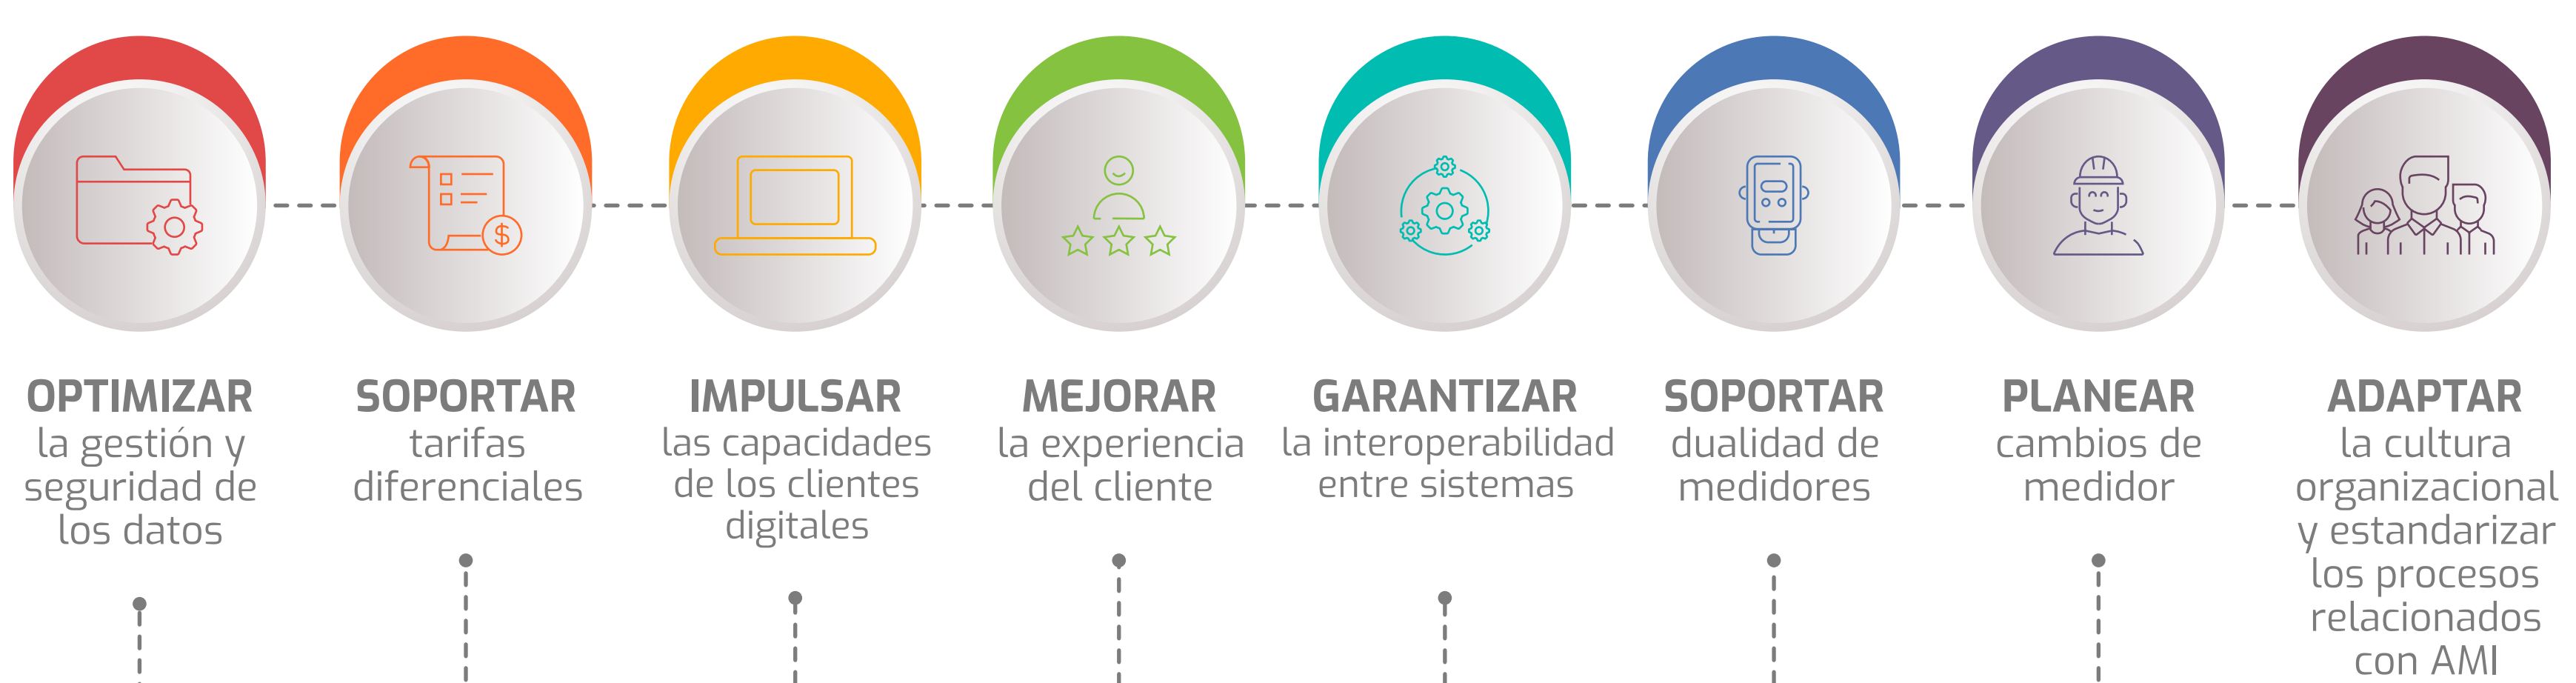 OPTIMIZAR
la gestión y
seguridad de
los datos
SOPORTAR
tarifas
diferenciales
IMPULSAR
las capacidades
de los clientes
digitales
MEJORAR
la experiencia
del cliente
GARANTIZAR
la interoperabilidad
entre sistemas
SOPORTAR
dualidad de
medidores
PLANEAR
cambios de
medidor
ADAPTAR
la cultura
organizacional
y estandarizar
los procesos
relacionados
con AMI